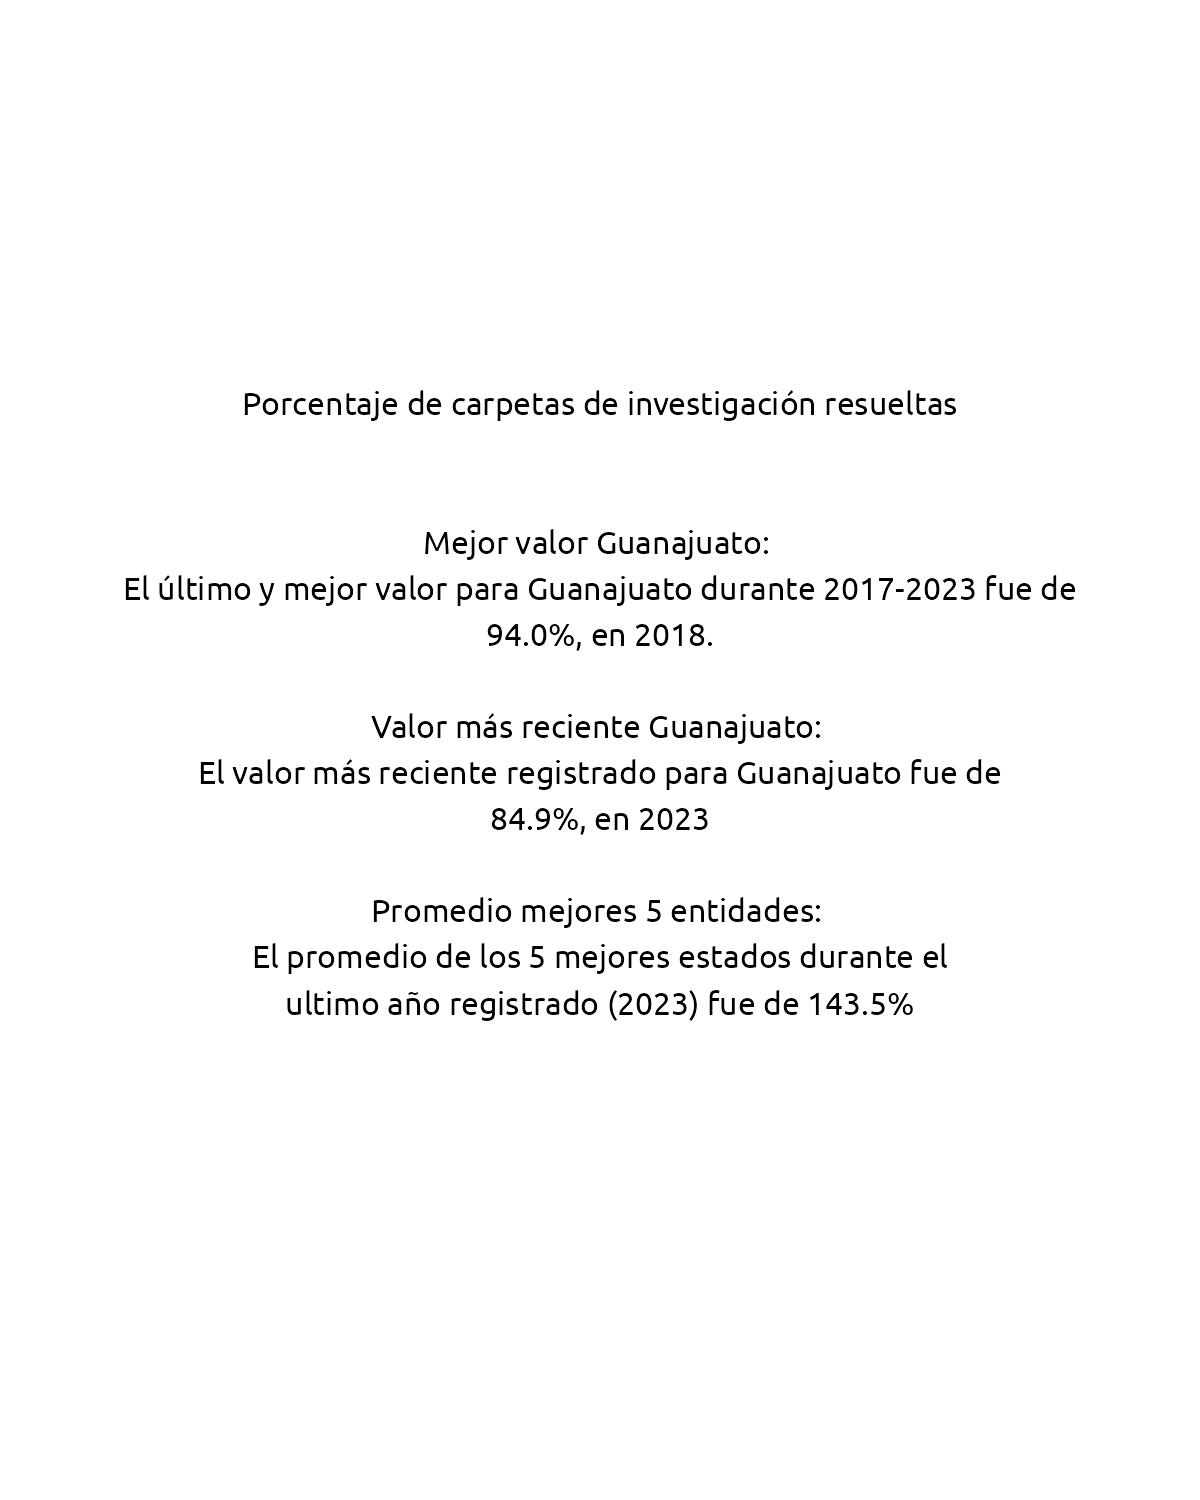 Porcentaje de carpetas de investigación resueltas
Mejor valor Guanajuato:
El último y mejor valor para Guanajuato durante 2017-2023 fue de
94.0%, en 2018.
Valor más reciente Guanajuato:
El valor más reciente registrado para Guanajuato fue de
84.9%, en 2023
Promedio mejores 5 entidades:
El promedio de los 5 mejores estados durante el
ultimo año registrado (2023) fue de 143.5%